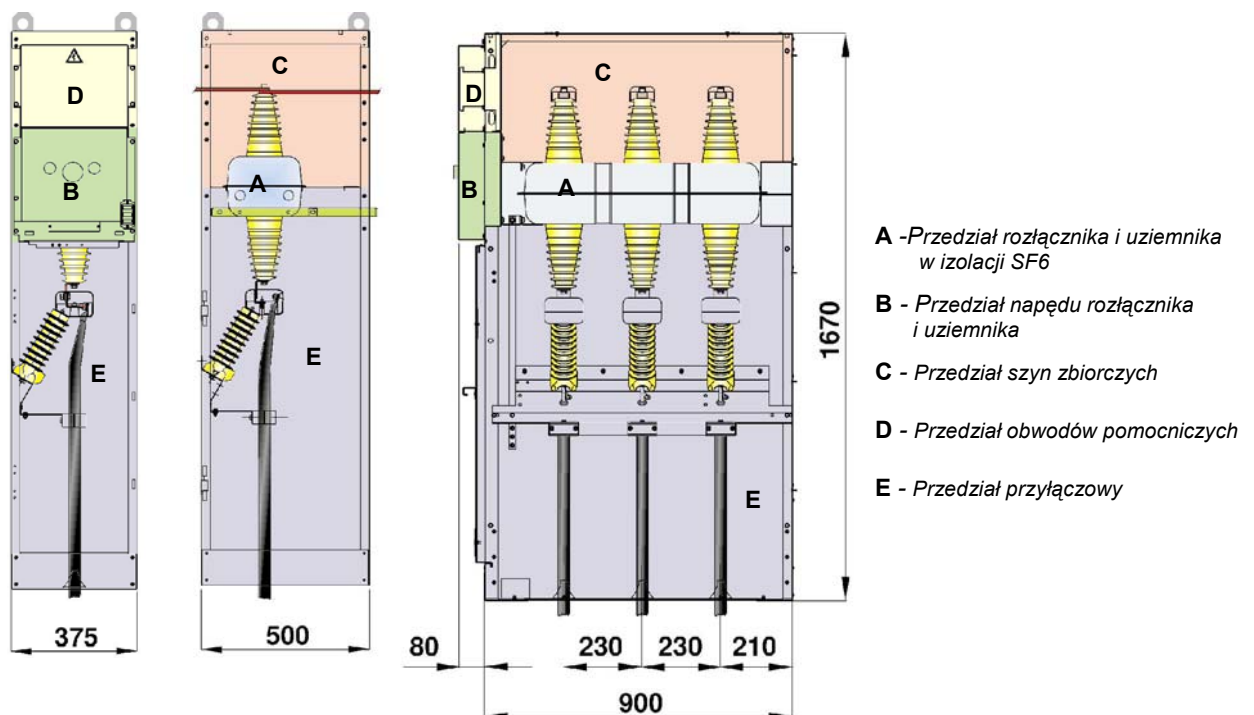 D
B
E
375
C
A
E
500
C
D
B
A
E
1670
80
230
230
210
900
A -Przedział rozłącznika i uziemnika
w izolacji SF6
B - Przedział napędu rozłącznika
i uziemnika
C - Przedział szyn zbiorczych
D - Przedział obwodów pomocniczych
E - Przedział przyłączowy